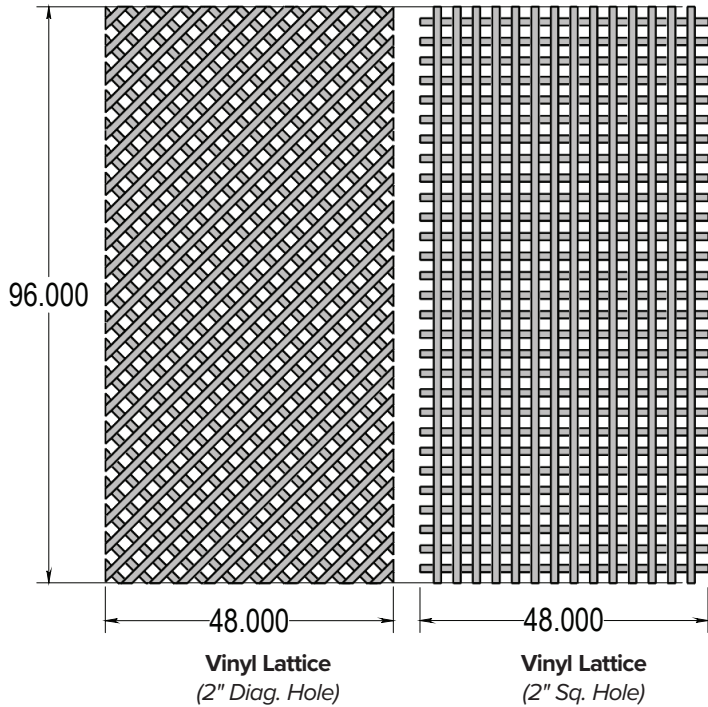 96.000
48.000
48.000
Vinyl Lattice
(2" Diag. Hole)
Vinyl Lattice
(2" Sq. Hole)